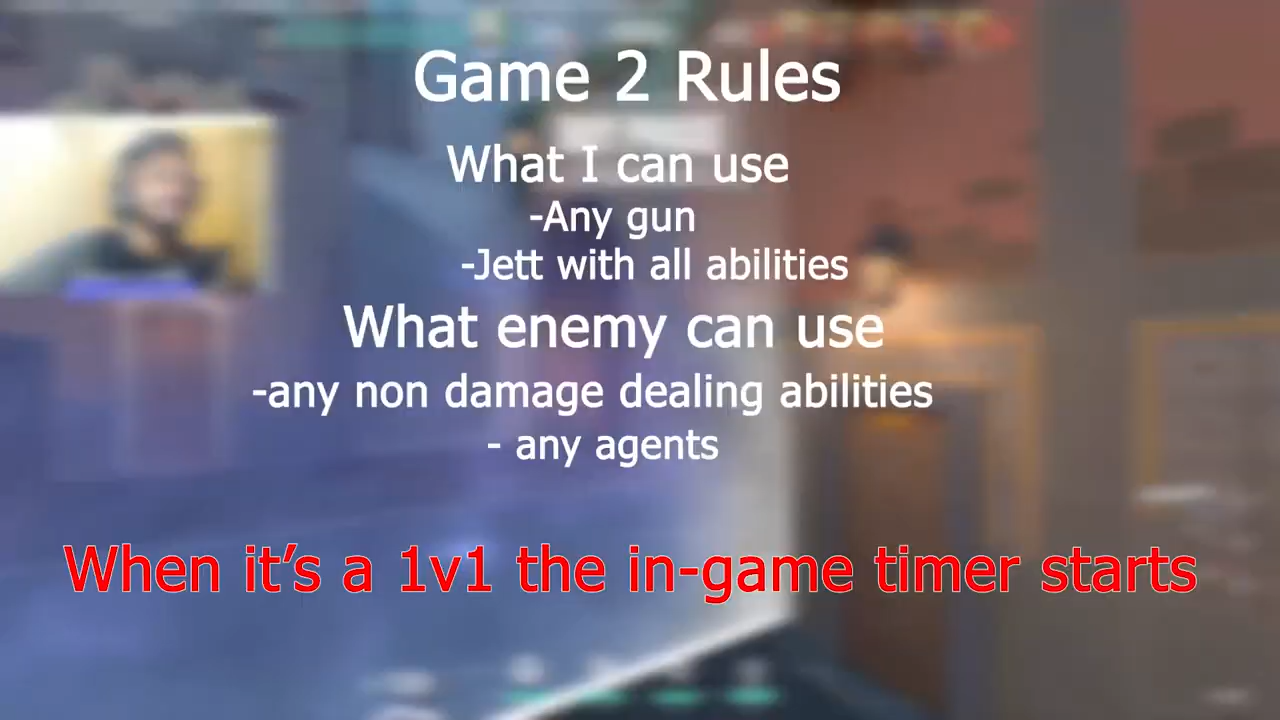 Game 2 Rules
What I can use
-Any gun
-Jett with all abilities
What enemy can use
-any non damage dealing abilities
- any agents
When it’s a 1v1 the in-game timer starts